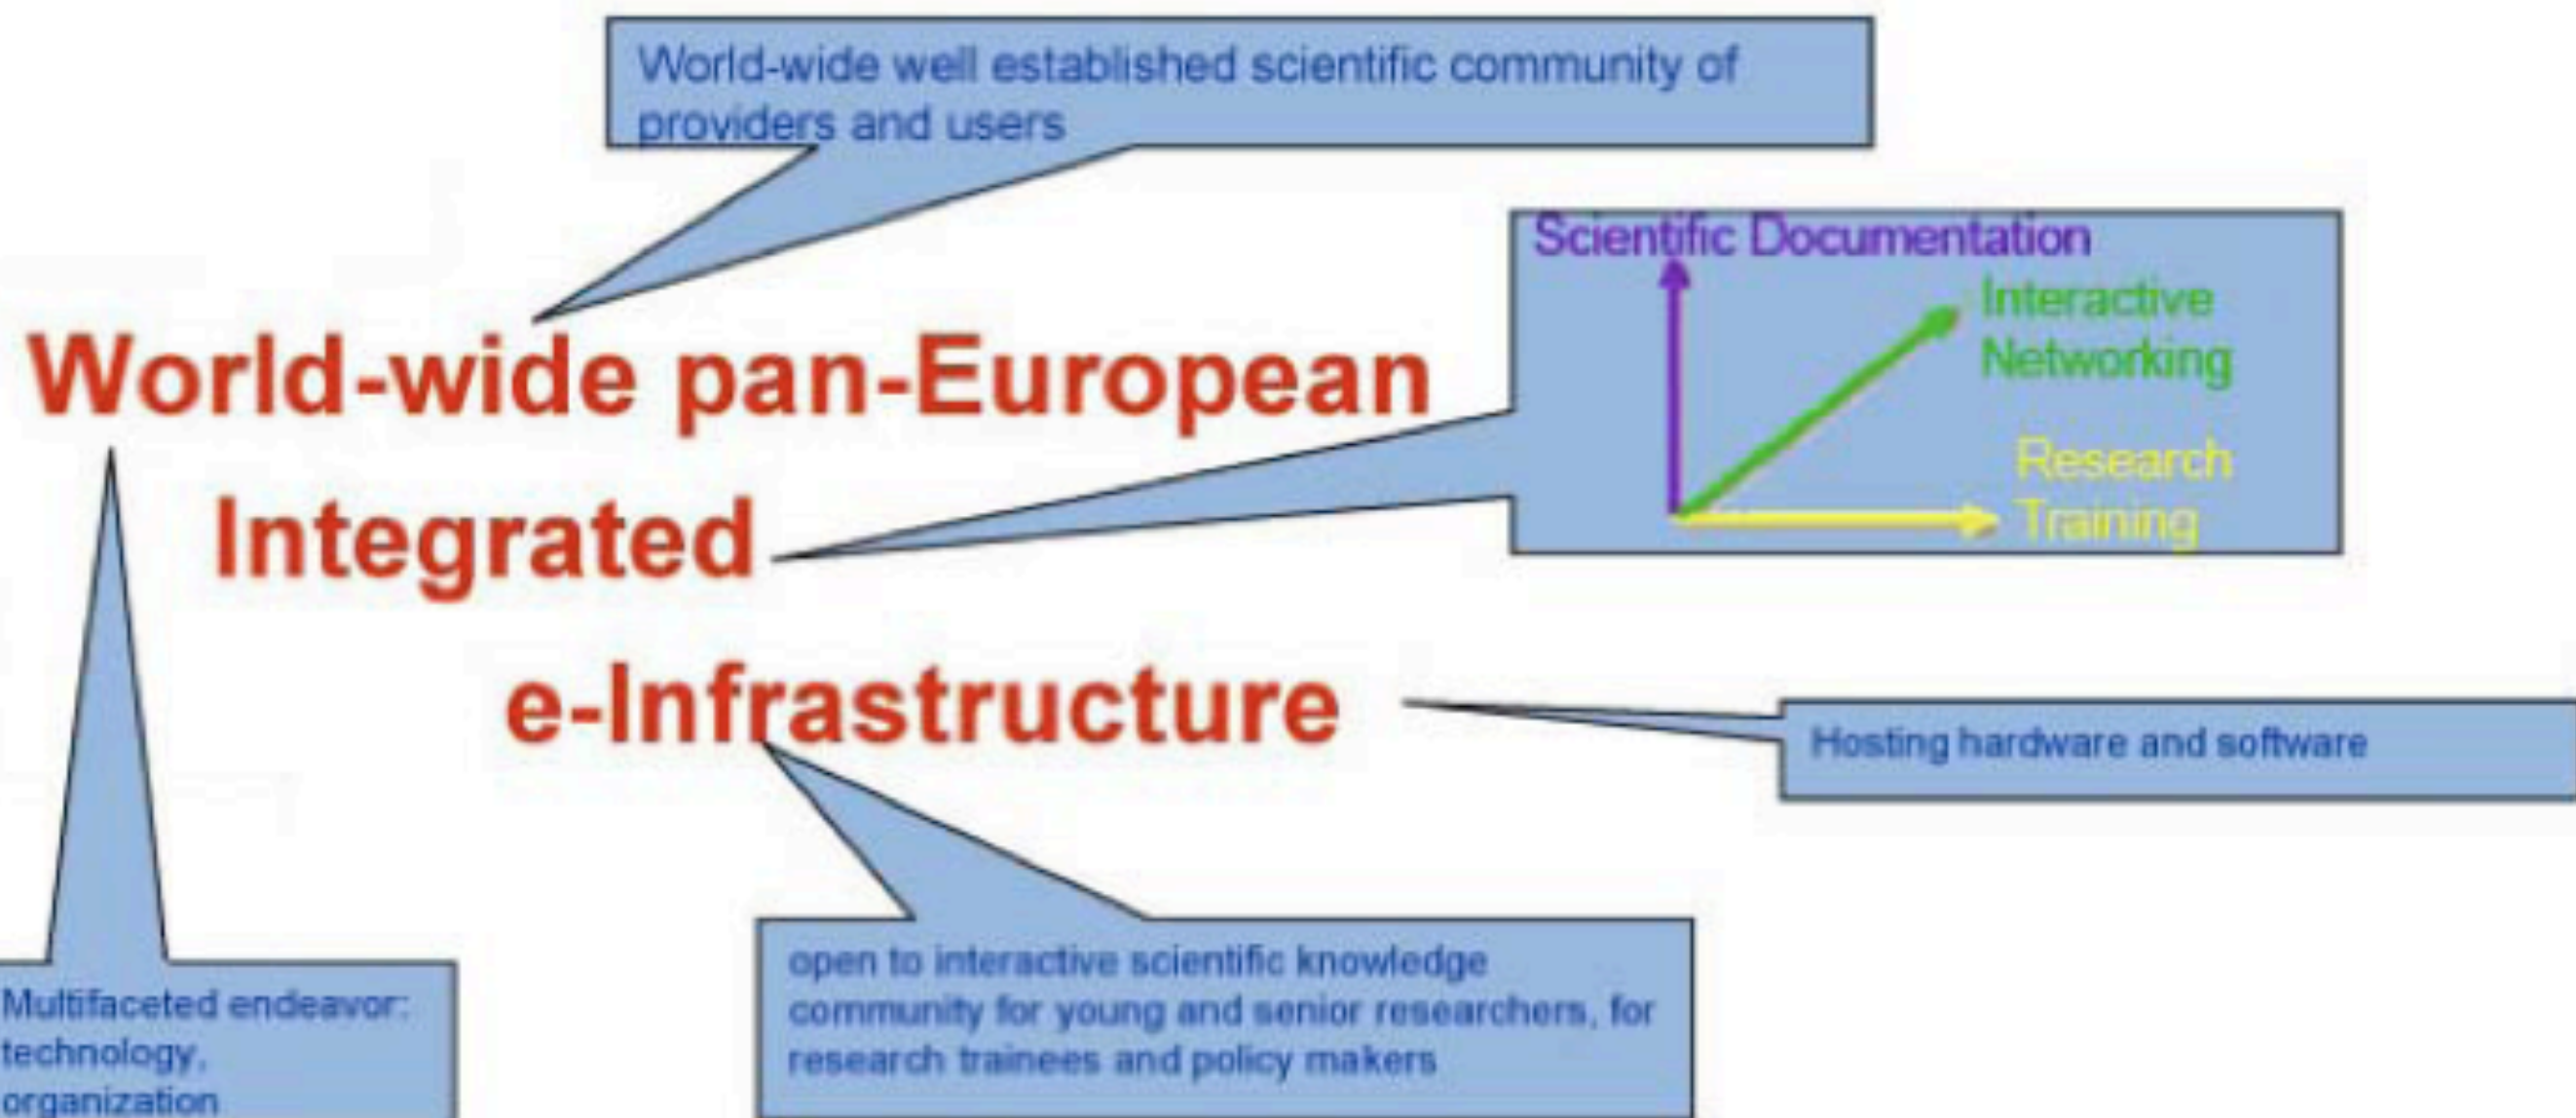 World-wide well established scientific community of
providers and users
Scientific Documentation
Interactive
Networking
Research
Training
World-wide pan-European
Integrated
e-Infrastructure
Hosting hardware and software
open to interactive scientific knowledge
community for young and senior researchers, for
research trainees and policy makers
Multifaceted endeavor:
technology,
organization